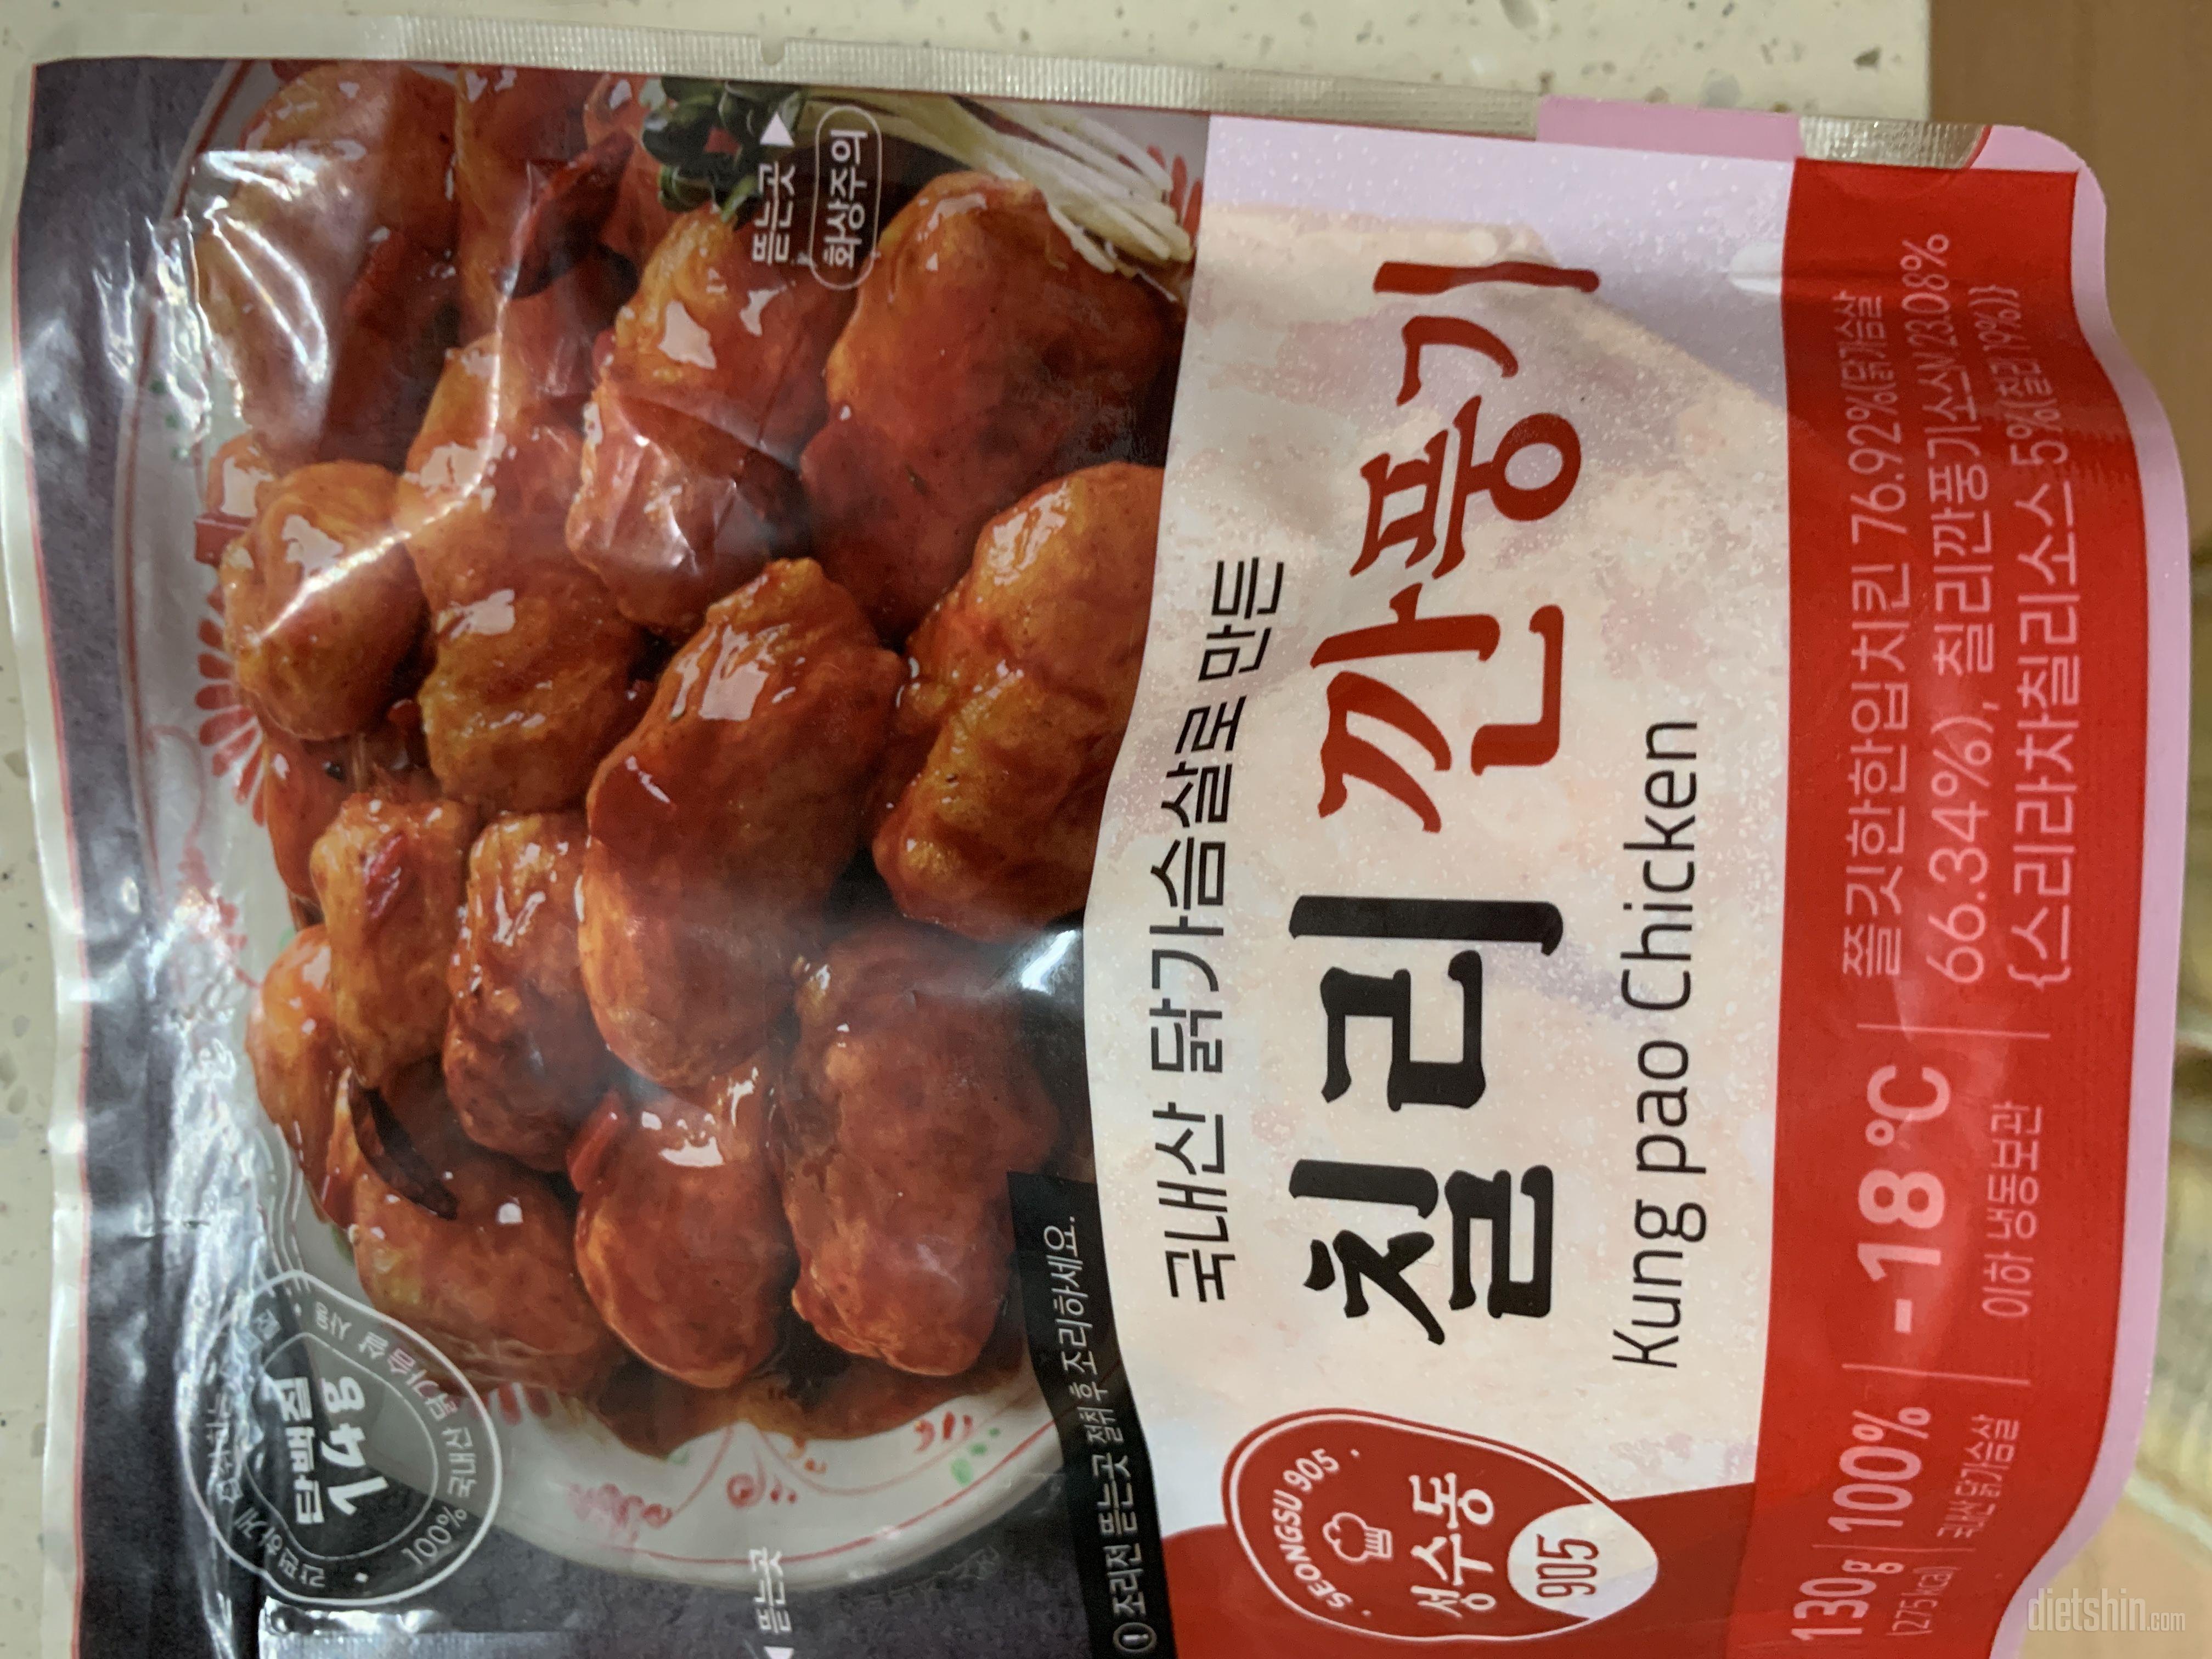 탄백질
14g
100% 국내산 닭가슴살 사용
뜯는곳
뜯는곳
화상주의
조리전 뜯는곳 절취 후 조리하세요.
국내산 닭가슴살로 만든
칠리 깐풍기
Kung pao Chicken
SEONGSU 905
성수동
905
130g
(275 kcal)
100%
국내산 닭가슴살
-18℃
이하 냉동보관
쫄깃한한입치킨 76.92%(닭가슴살
66.34%), 칠리깐풍기소스 23.08%
{스리라차칠리소스 5%(칠리 19%)}
dietshin.com